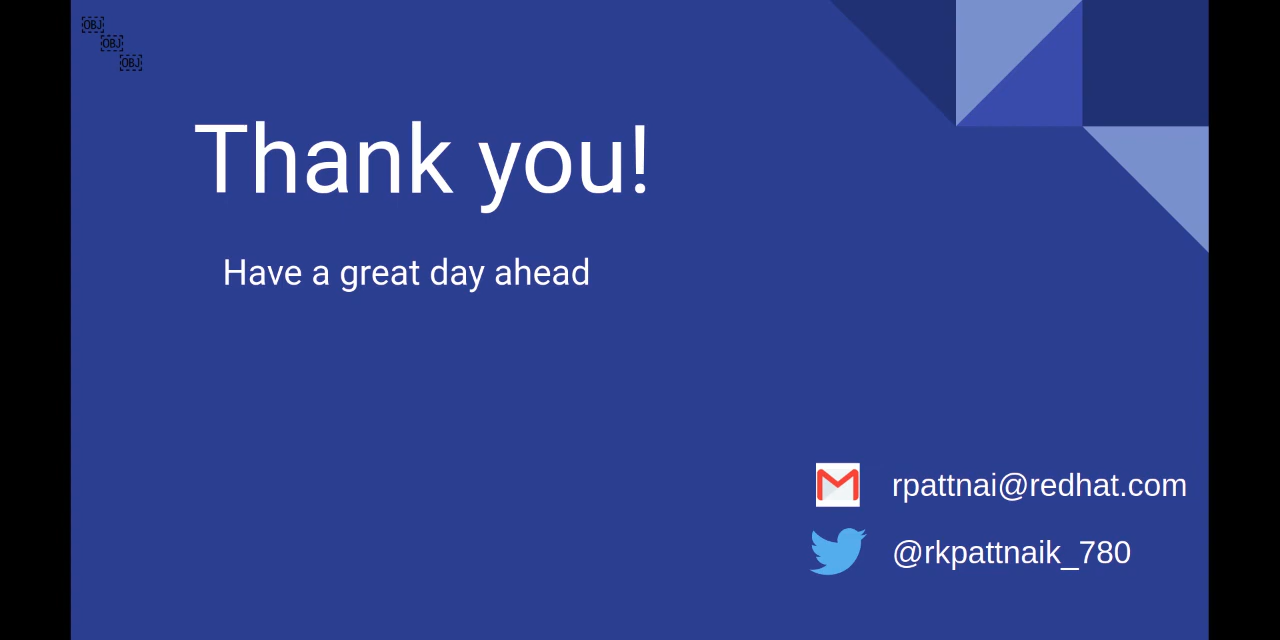 OBJ
OBJ
OBJ
Thank you!
Have a great day ahead
rpattnai@redhat.com
@rkpattnaik_780